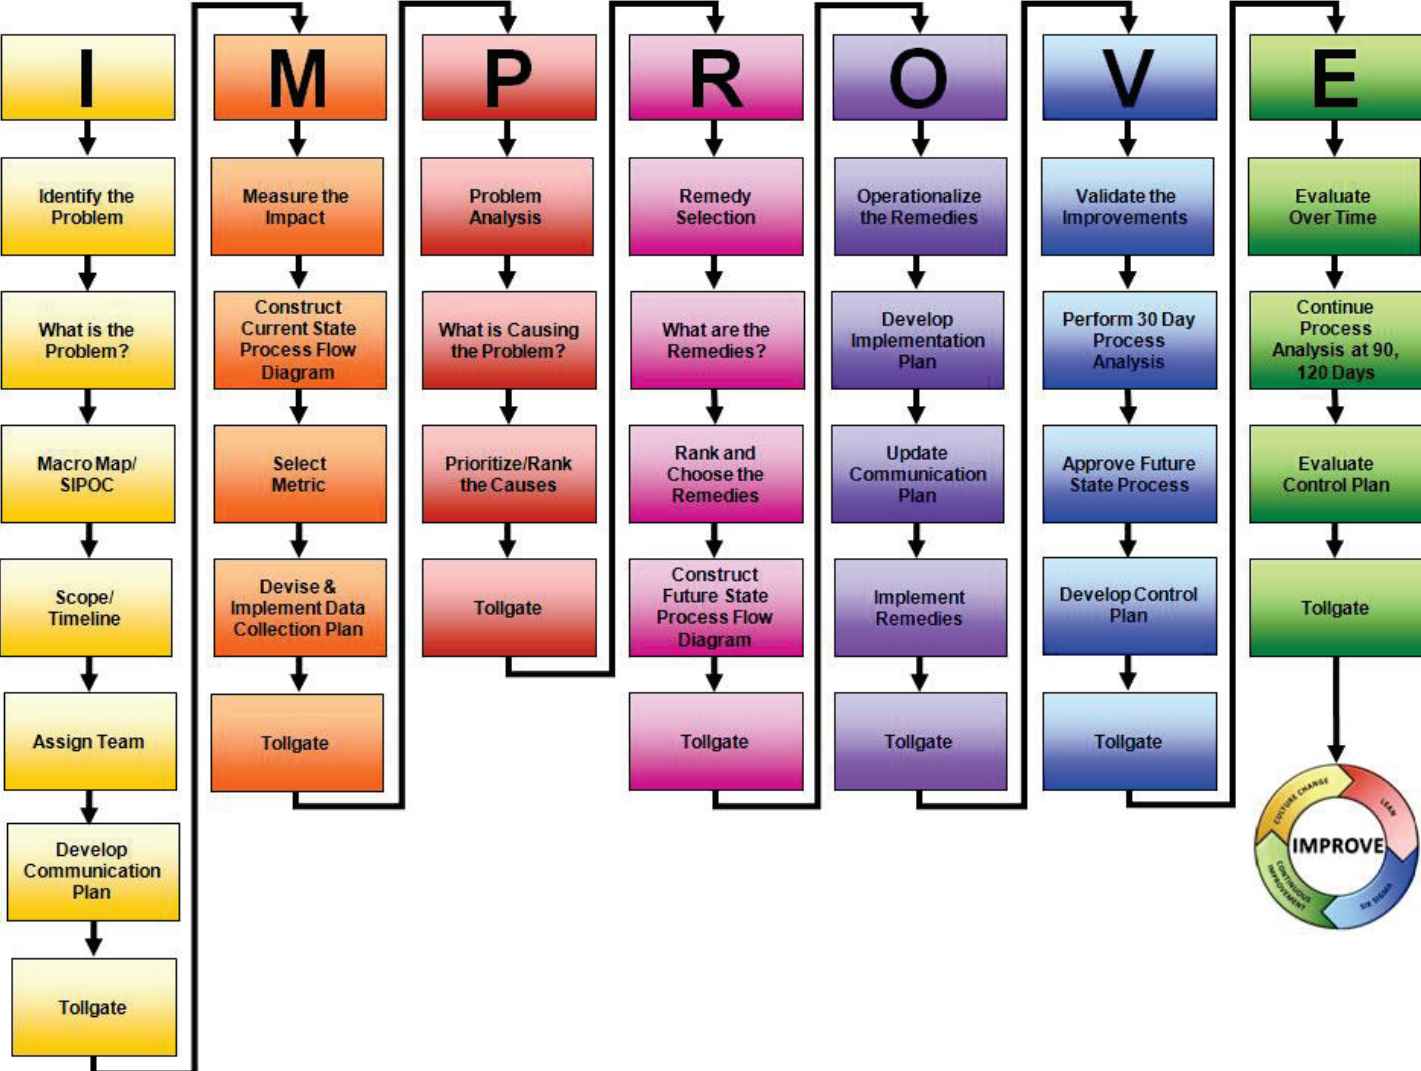 I
Identify the
Problem
What is the
Problem?
Macro Map/
SIPOC
Scope/
Timeline
Assign Team
Develop
Communication
Plan
Tollgate
M
Measure the
Impact
Construct
Current State
Process Flow
Diagram
Select
Metric
Devise &
Implement Data
Collection Plan
Tollgate
P
Problem
Analysis
What is Causing
the Problem?
Prioritize/Rank
the Causes
Tollgate
R
Remedy
Selection
What are the
Remedies?
Rank and
Choose the
Remedies
Construct
Future State
Process Flow
Diagram
Tollgate
O
Operationalize
the Remedies
Develop
Implementation
Plan
Update
Communication
Plan
Implement
Remedies
Tollgate
V
Validate the
Improvements
Perform 30 Day
Process
Analysis
Approve Future
State Process
Develop Control
Plan
Tollgate
E
Evaluate
Over Time
Continue
Process
Analysis at 90,
120 Days
Evaluate
Control Plan
Tollgate
CULTURE CHANGE
LEAN
IMPROVE
CONTINUOUS
IMPROVEMENT
SIX SIGMA